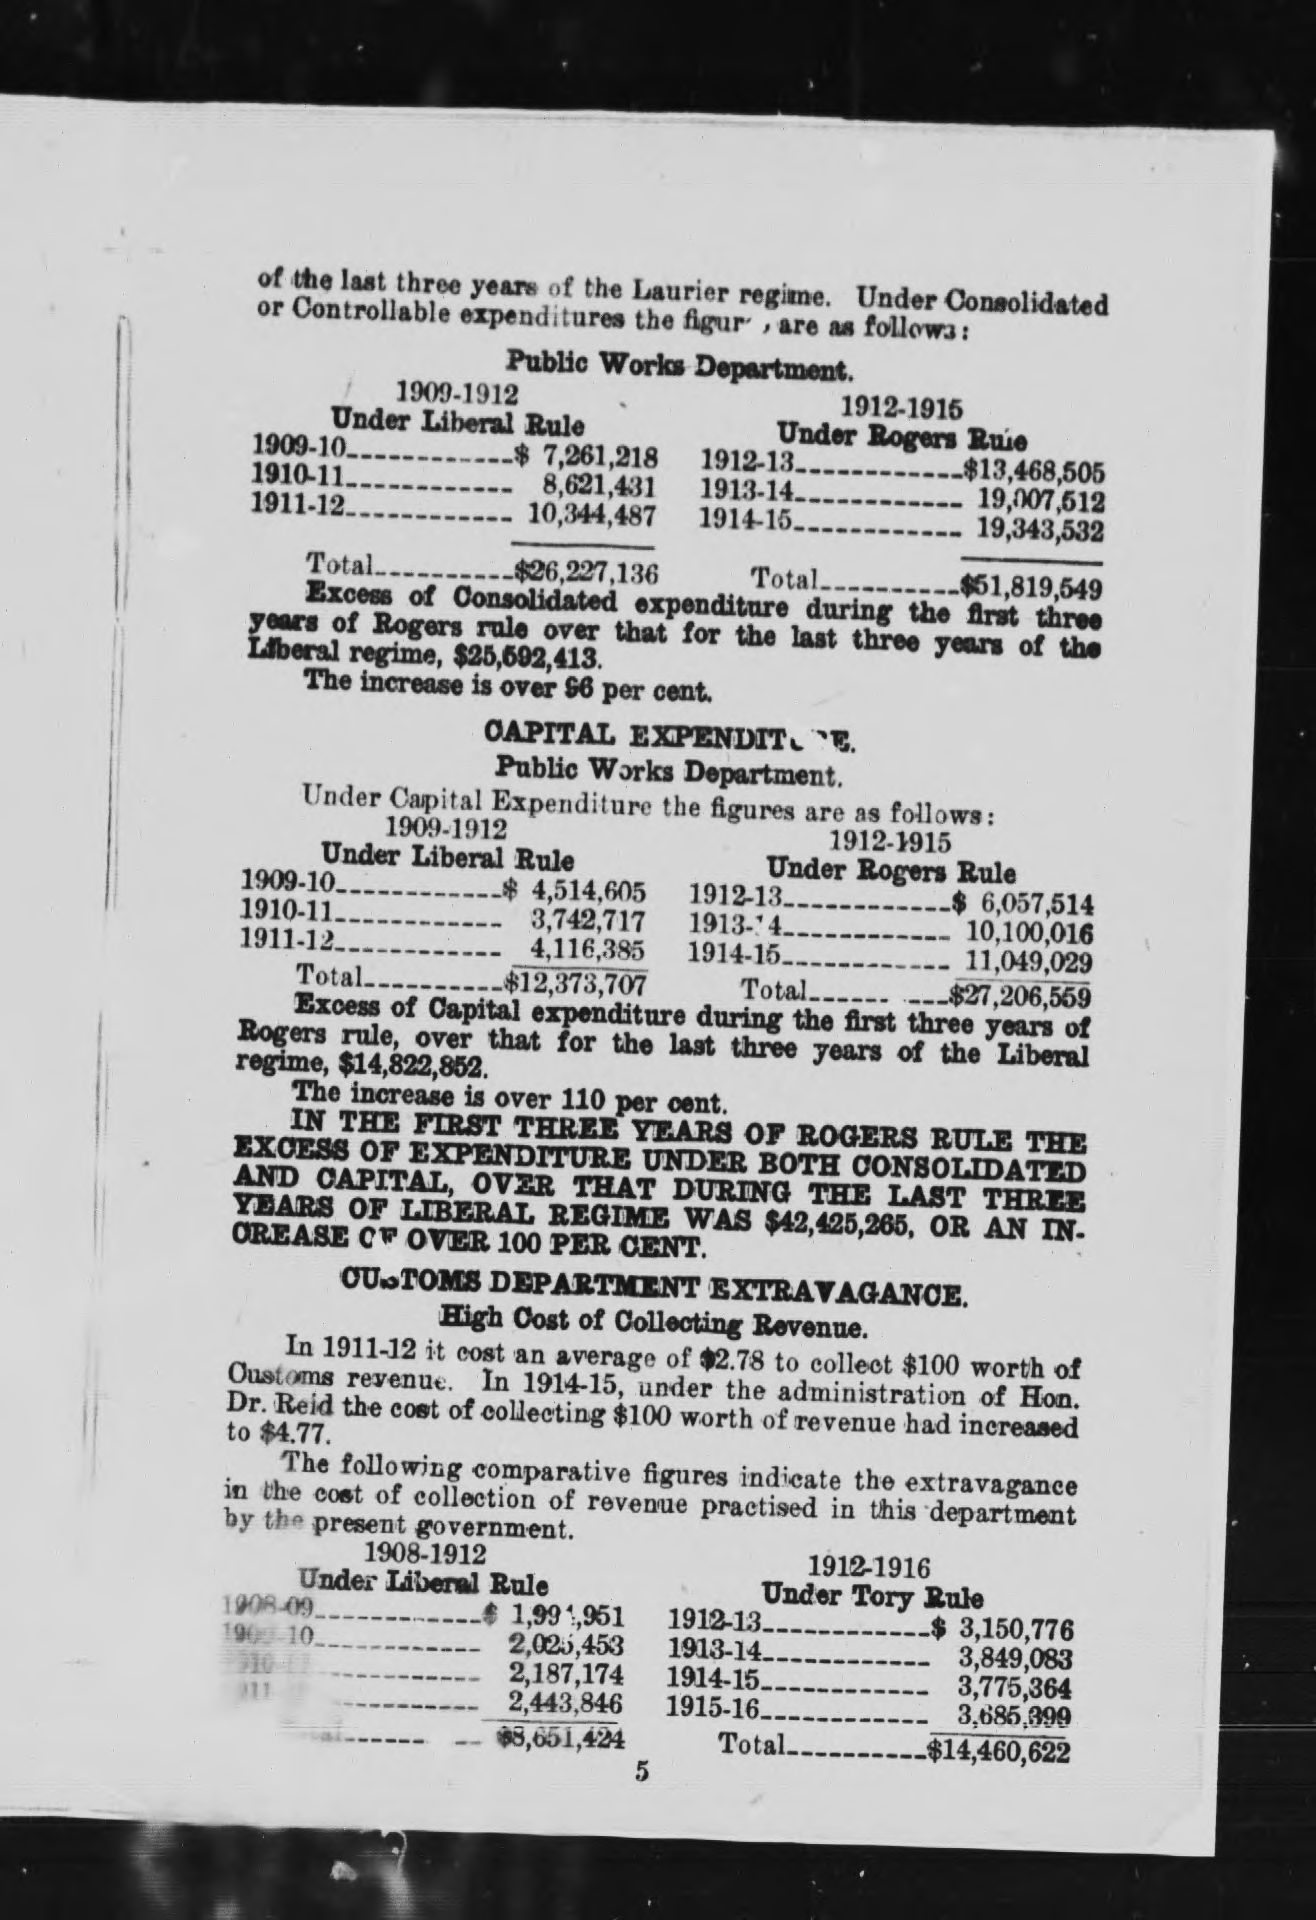 of the last three years of the Laurier regime. Under Consolidated
or Controllable expenditures the figur , are as follows:
Public Works Department.
1909-1912 1912-1915
Under Liberal Rule Under Rogers Rule
1909-10 $ 7,261,218 1912-13 $13,468,505
1910-11 8,621,431 1913-14 19,007,512
1911-12 10,344,487 1914-15 19,343,532
Total $26,227,136 Total $51,819,549
Excess of Consolidated expenditure during the first three
years of Rogers rule over that for the last three years of the
Liberal regime, $25,592,413.
The increase is over 96 per cent.
CAPITAL EXPENDITURE.
Public Works Department.
Under Capital Expenditure the figures are as follows:
1909-1912 1912-1915
Under Liberal Rule Under Rogers Rule
1909-10 $ 4,514,605 1912-13 $ 6,057,514
1910-11 3,742,717 1913-14 10,100,016
1911-12 4,116,385 1914-15 11,049,029
Total $12,373,707 Total $27,206,559
Excess of Capital expenditure during the first three years of
Rogers rule, over that for the last three years of the Liberal
regime, $14,822,852.
The increase is over 110 per cent.
IN THE FIRST THREE YEARS OF ROGERS RULE THE
EXCESS OF EXPENDITURE UNDER BOTH CONSOLIDATED
AND CAPITAL, OVER THAT DURING THE LAST THREE
YEARS OF LIBERAL REGIME WAS $42,425,265, OR AN IN-
CREASE OF OVER 100 PER CENT.
CUSTOMS DEPARTMENT EXTRAVAGANCE.
High Cost of Collecting Revenue.
In 1911-12 it cost an average of $2.78 to collect $100 worth of
Customs revenue. In 1914-15, under the administration of Hon.
Dr. Reid the cost of collecting $100 worth of revenue had increased
to $4.77.
The following comparative figures indicate the extravagance
in the cost of collection of revenue practised in this department
by the present government.
1908-1912 1912-1916
Under Liberal Rule Under Tory Rule
1908-09 $ 1912-13 $ 3,150,776
1913-14 3,849,083
2,187,174 1914-15 3,775,364
2,443,846 1915-16 3,685,399
$8,651,424 Total $14,460,622
5